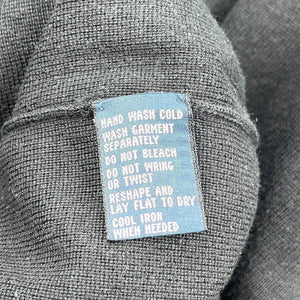 HAND WASH COLD
WASH GARMENT
SEPARATELY
DO NOT BLEACH
DO NOT WRING
OR TWIST
RESHAPE AND
LAY FLAT TO DRY
COOL IRON
WHEN NEEDED